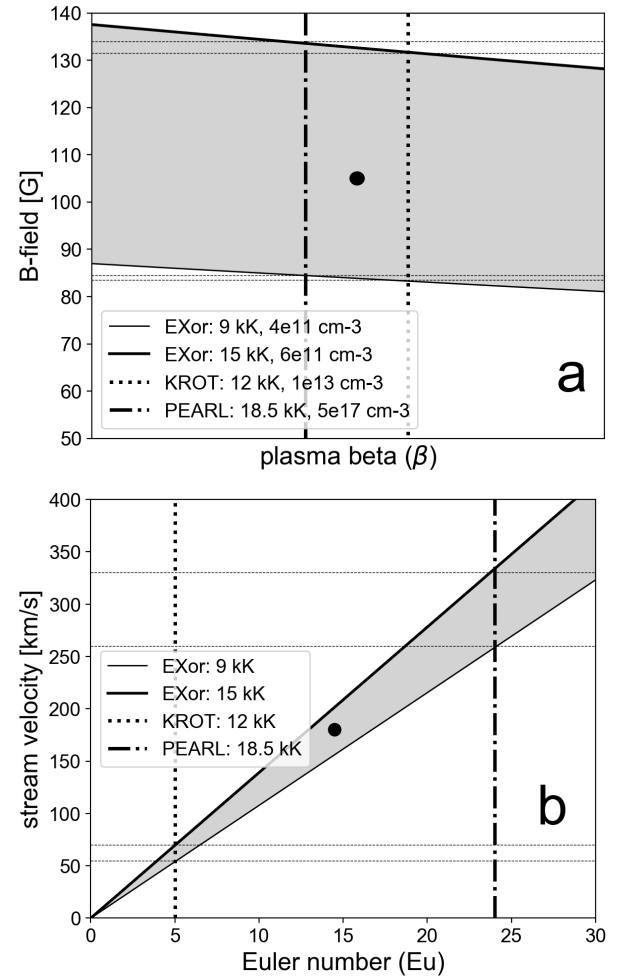 140
130
120
110
100
90
80
70
60
50
B-field [G]
EXor: 9 kK, 4e11 cm-3
EXor: 15 kK, 6e11 cm-3
KROT: 12 kK, 1e13 cm-3
PEARL: 18.5 kK, 5e17 cm-3
a
plasma beta (β)
400
350
300
250
200
150
100
50
0
stream velocity [km/s]
EXor: 9 kK
EXor: 15 kK
KROT: 12 kK
PEARL: 18.5 kK
b
0 5 10 15 20 25 30
Euler number (Eu)